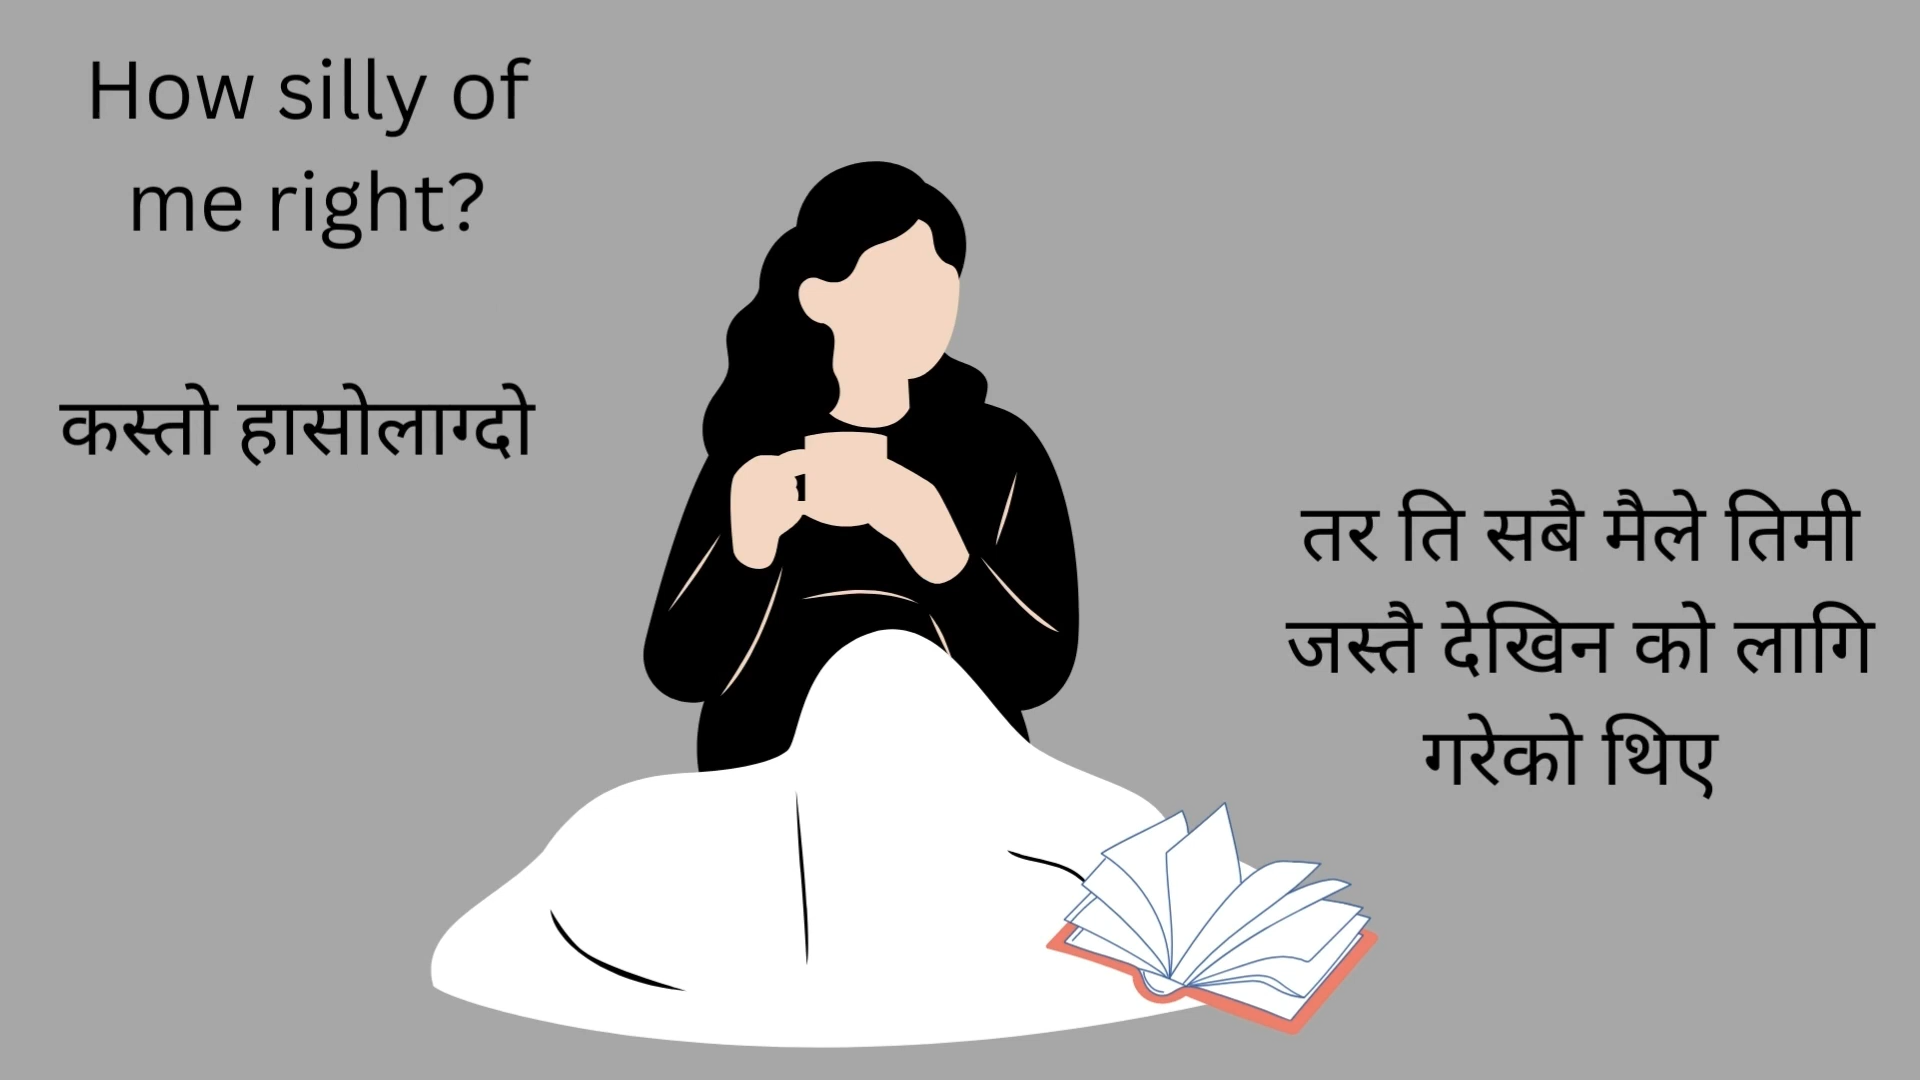 How silly of
me right?
कस्तो हासोलाग्दो
तर ति सबै मैले तिमी
जस्तै देखिन को लागि
गरेको थिए